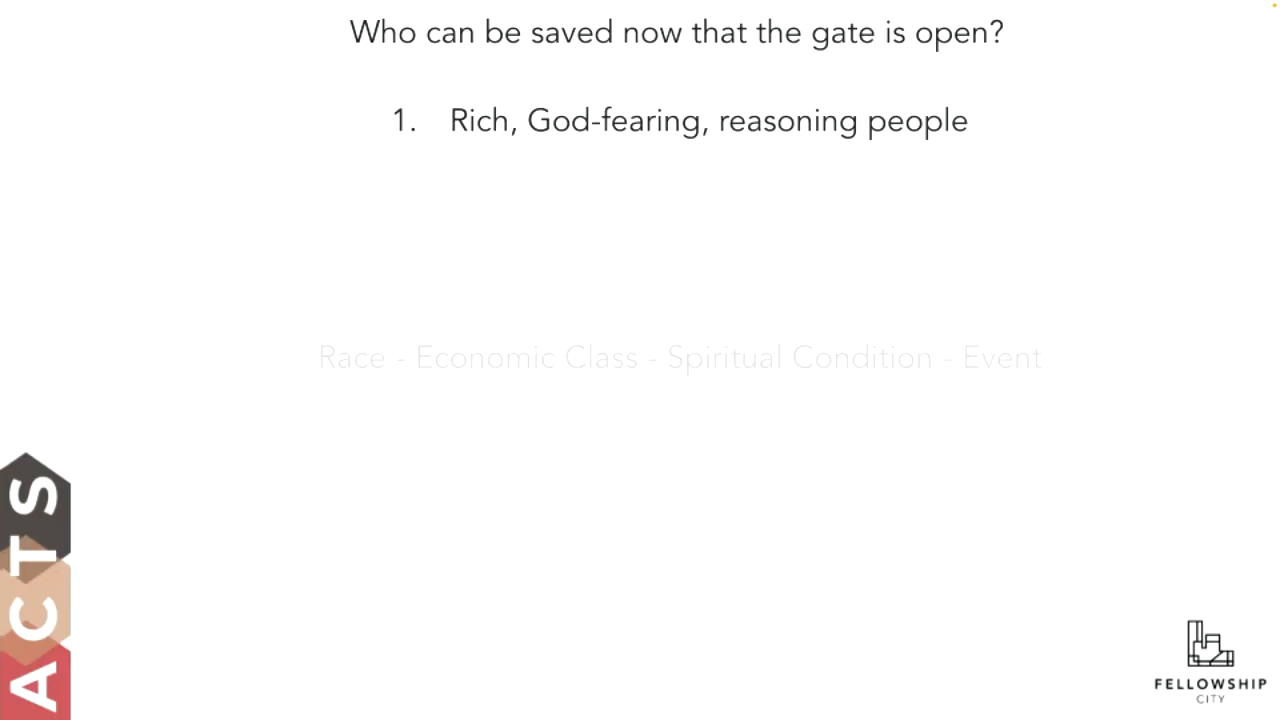 Who can be saved now that the gate is open?
1. Rich, God-fearing, reasoning people
Race - Economic Class - Spiritual Condition - Event
ACTS
FELLOWSHIP
CITY